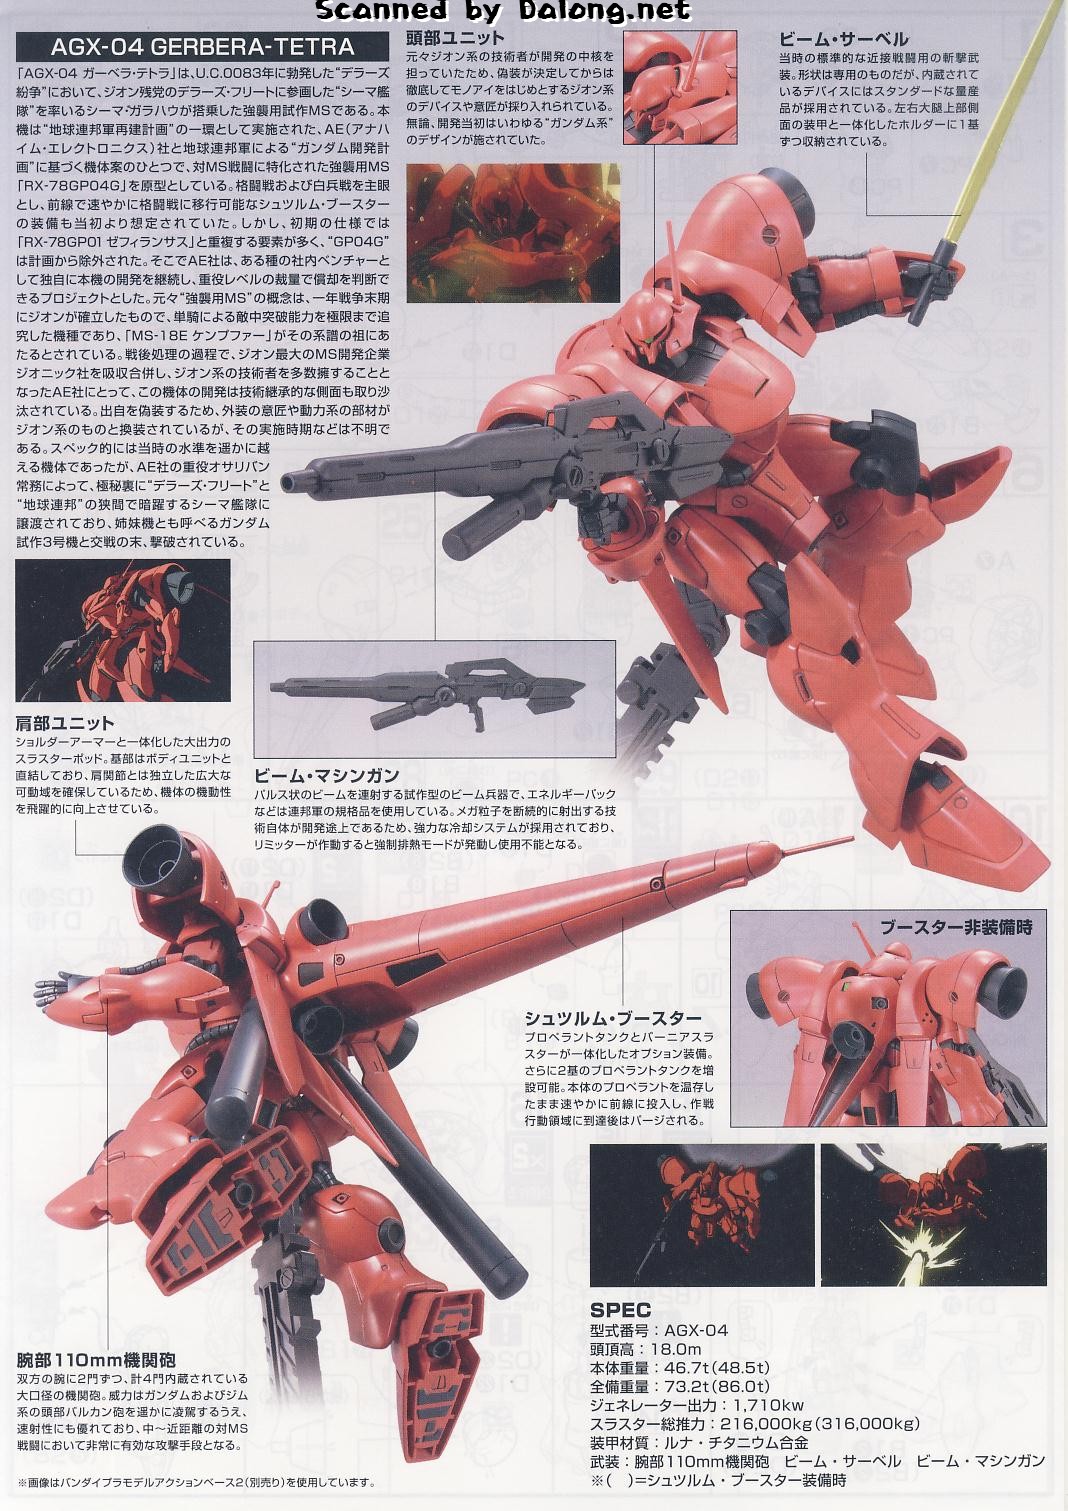 Scanned by Dalong.net
AGX-04 GERBERA-TETRA
「AGX-04 ガーベラ・テトラ」は、U.C.0083年に勃発した“デラーズ
紛争”において、ジオン残党のデラーズ・フリートに参画した“シーマ艦
隊”を率いるシーマ・ガラハウが搭乗した強襲用試作MSである。本
機は“地球連邦軍再建計画”の一環として実施された、AE(アナハ
イム・エレクトロニクス)社と地球連邦軍による“ガンダム開発計
画”に基づく機体案のひとつで、対MS戦闘に特化された強襲用MS
「RX-78GP04G」を原型としている。格闘戦および白兵戦を主眼
とし、前線で速やかに格闘戦に移行可能なシュツルム・ブースター
の装備も当初より想定されていた。しかし、初期の仕様では
「RX-78GP01 ゼフィランサス」と重複する要素が多く、“GP04G”
は計画から除外された。そこでAE社は、ある種の社内ベンチャーと
して独自に本機の開発を継続し、重役レベルの裁量で償却を判断で
きるプロジェクトとした。元々“強襲用MS”の概念は、一年戦争末期
にジオンが確立したもので、単騎による敵中突破能力を極限まで追
究した機種であり、「MS-18E ケンプファー」がその系譜の祖にあ
たるとされている。戦後処理の過程で、ジオン最大のMS開発企業
ジオニック社を吸収合併し、ジオン系の技術者を多数擁することと
なったAE社にとって、この機体の開発は技術継承的な側面も取り沙
汰されている。出自を偽装するため、外装の意匠や動力系の部材が
ジオン系のものと換装されているが、その実施時期などは不明で
ある。スペック的には当時の水準を遥かに越
える機体であったが、AE社の重役オサリバン
常務によって、極秘裏に“デラーズ・フリート”と
“地球連邦”の狭間で暗躍するシーマ艦隊に
譲渡されており、姉妹機とも呼べるガンダム
試作3号機と交戦の末、撃破されている。
頭部ユニット
元々ジオン系の技術者が開発の中核を
担っていたため、偽装が決定してからは
徹底してモノアイをはじめとするジオン系
のデバイスや意匠が採り入れられている。
無論、開発当初はいわゆる“ガンダム系”
のデザインが施されていた。
ビーム・サーベル
当時の標準的な近接戦闘用の斬撃武
装。形状は専用のものだが、内蔵されて
いるデバイスにはスタンダードな量産
品が採用されている。左右大腿上部側
面の装甲と一体化したホルダーに1基
ずつ収納されている。
肩部ユニット
ショルダーアーマーと一体化した大出力の
スラスターポッド。基部はボディユニットと
直結しており、肩関節とは独立した広大な
可動域を確保しているため、機体の機動性
を飛躍的に向上させている。
ビーム・マシンガン
パルス状のビームを連射する試作型のビーム兵器で、エネルギーパック
などは連邦軍の規格品を使用している。メガ粒子を断続的に射出する技
術自体が開発途上であるため、強力な冷却システムが採用されており、
リミッターが作動すると強制排熱モードが発動し使用不能となる。
ブースター非装備時
シュツルム・ブースター
プロペラントタンクとバーニアスラ
スターが一体化したオプション装備。
さらに2基のプロペラントタンクを増
設可能。本体のプロペラントを温存し
たまま速やかに前線に投入し、作戦
行動領域に到達後はパージされる。
腕部110mm機関砲
双方の腕に2門ずつ、計4門内蔵されている
大口径の機関砲。威力はガンダムおよびジム
系の頭部バルカン砲を遥かに凌駕するうえ、
速射性にも優れており、中〜近距離の対MS
戦闘において非常に有効な攻撃手段となる。
※画像はバンダイプラモデルアクションベース2(別売り)を使用しています。
SPEC
型式番号：AGX-04
頭頂高：18.0m
本体重量：46.7t(48.5t)
全備重量：73.2t(86.0t)
ジェネレーター出力：1,710kw
スラスター総推力：216,000kg(316,000kg)
装甲材質：ルナ・チタニウム合金
武装：腕部110mm機関砲　ビーム・サーベル　ビーム・マシンガン
※(　)=シュツルム・ブースター装備時